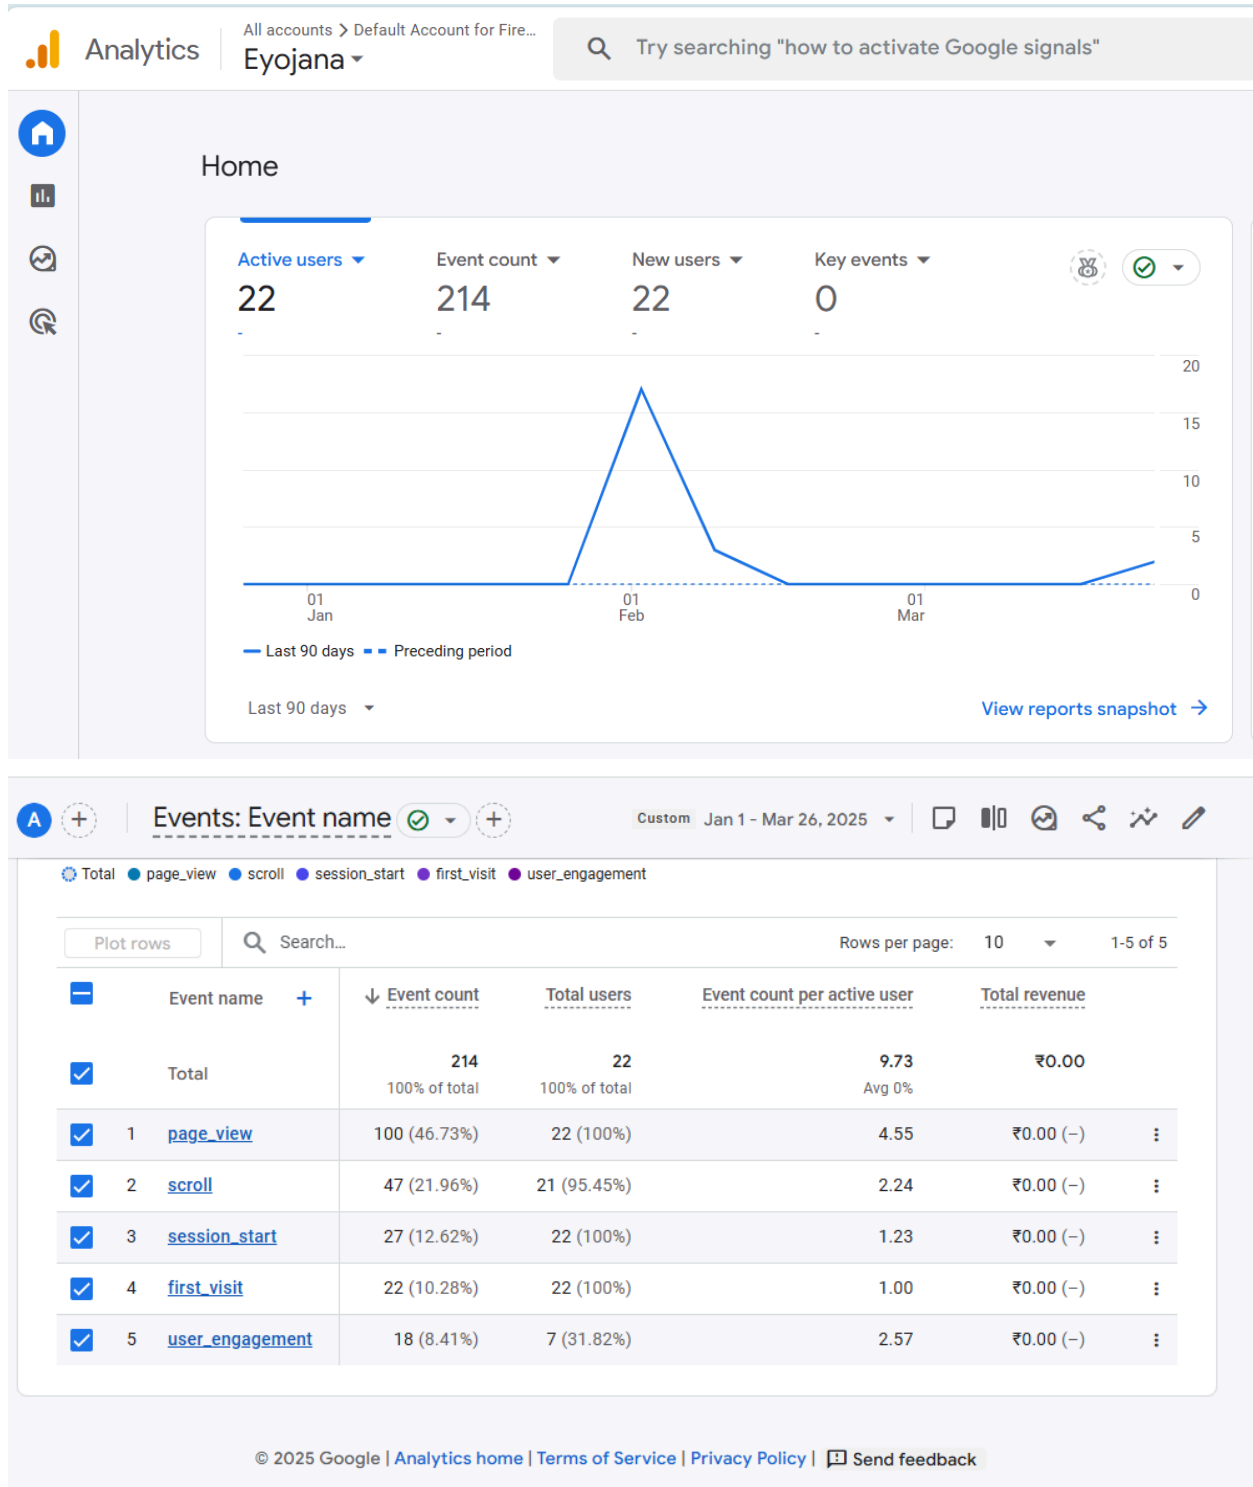 All accounts > Default Account for Fire...
Analytics
Eyojana
Try searching "how to activate Google signals"
Home
Active users
Event count
New users
Key events
22
214
22
0
-
-
-
-
20
15
10
5
0
01
Jan
01
Feb
01
Mar
Last 90 days
Preceding period
Last 90 days
View reports snapshot
A
Events: Event name
Custom Jan 1 - Mar 26, 2025
Total page_view scroll session_start first_visit user_engagement
Plot rows
Search...
Rows per page: 10 1-5 of 5
Event name + Event count Total users Event count per active user Total revenue
Total 214 22 9.73 ₹0.00
100% of total 100% of total Avg 0%
1 page_view 100 (46.73%) 22 (100%) 4.55 ₹0.00 (–)
2 scroll 47 (21.96%) 21 (95.45%) 2.24 ₹0.00 (–)
3 session_start 27 (12.62%) 22 (100%) 1.23 ₹0.00 (–)
4 first_visit 22 (10.28%) 22 (100%) 1.00 ₹0.00 (–)
5 user_engagement 18 (8.41%) 7 (31.82%) 2.57 ₹0.00 (–)
© 2025 Google | Analytics home | Terms of Service | Privacy Policy | Send feedback